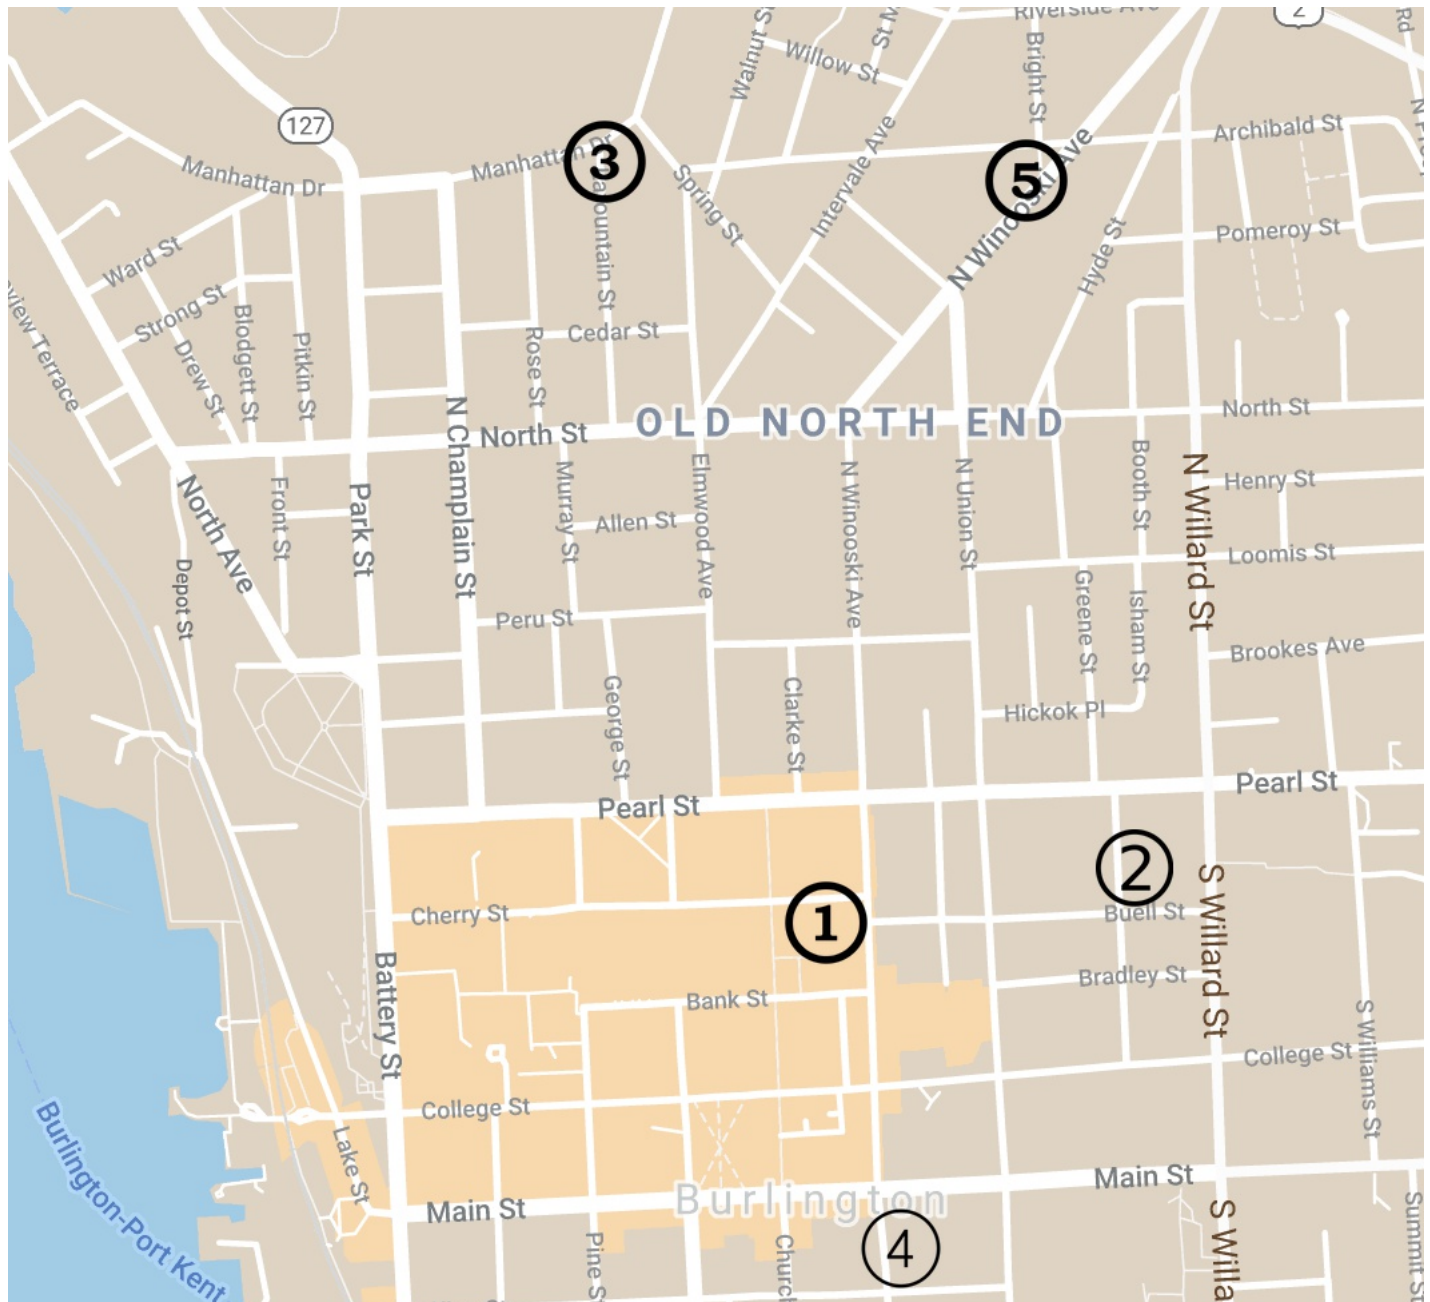 Riverside Ave
2
Rd
Walnut S
Willow St
St M
Bright St
127
Manhattan Dr
Manhattan Dr
3
Archibald St
Spring St
Intervale Ave
5
N Winooski Ave
Hyde St
Pomeroy St
Ward St
Strong St
Drew St
Blodgett St
Pitkin St
view Terrace
Rose St
Cedar St
North St
OLD NORTH END
North St
N Champlain St
Murray St
Allen St
Elmwood Ave
N Winooski Ave
N Union St
Booth St
N Willard St
Henry St
Loomis St
North Ave
Front St
Park St
Depot St
Peru St
George St
Clarke St
Greene St
Isham St
Brookes Ave
Hickok Pl
Pearl St
Pearl St
2
1
Cherry St
Buell St
S Willard St
Bradley St
Battery St
Bank St
College St
S Williams St
College St
Burlington-Port Kent
Lake St
Main St
Main St
Burlington
4
Pine S
Church
S Willa
Summit S